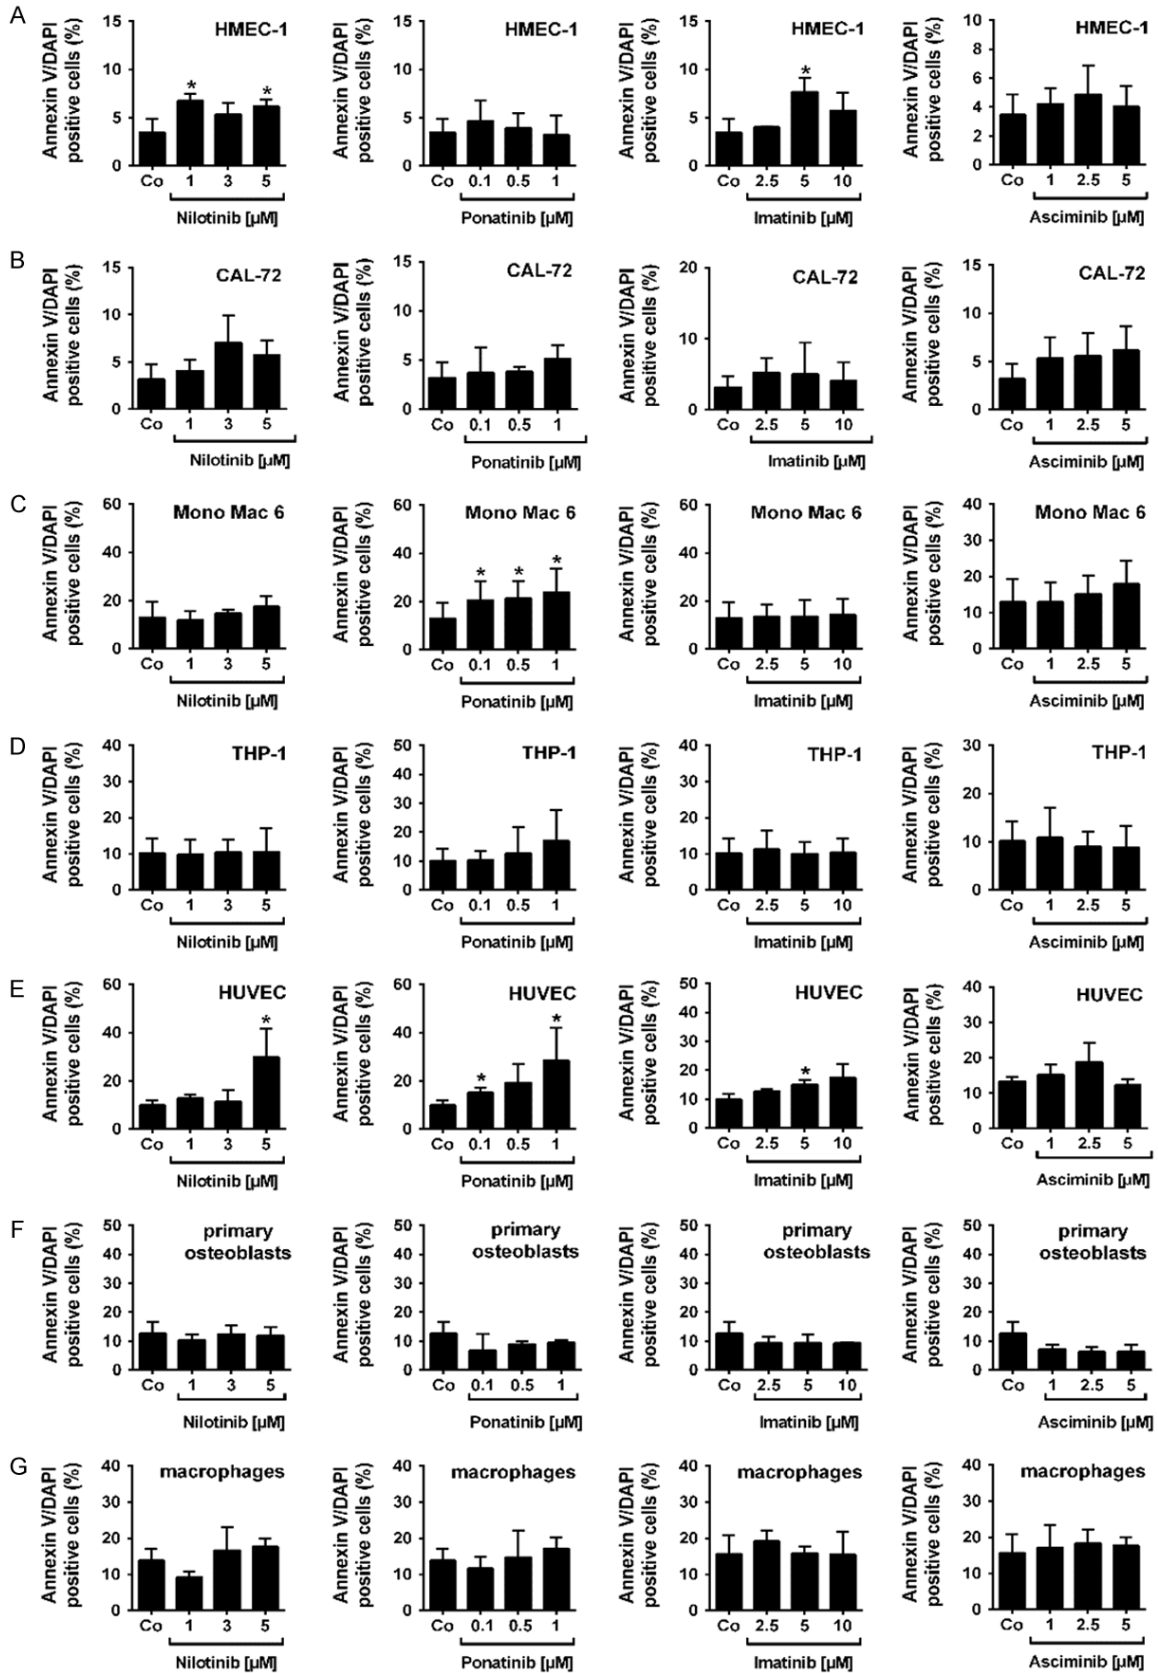 A
Annexin V/DAPI
positive cells (%)
HMEC-1
15
10
5
0
* *
Co 1 3 5
Nilotinib [µM]
Annexin V/DAPI
positive cells (%)
HMEC-1
15
10
5
0
Co 0.1 0.5 1
Ponatinib [µM]
Annexin V/DAPI
positive cells (%)
HMEC-1
15
10
5
0
*
Co 2.5 5 10
Imatinib [µM]
Annexin V/DAPI
positive cells (%)
HMEC-1
10
8
6
4
2
0
Co 1 2.5 5
Asciminib [µM]
B
Annexin V/DAPI
positive cells (%)
CAL-72
15
10
5
0
Co 1 3 5
Nilotinib [µM]
Annexin V/DAPI
positive cells (%)
CAL-72
15
10
5
0
Co 0.1 0.5 1
Ponatinib [µM]
Annexin V/DAPI
positive cells (%)
CAL-72
20
10
0
Co 2.5 5 10
Imatinib [µM]
Annexin V/DAPI
positive cells (%)
CAL-72
15
10
5
0
Co 1 2.5 5
Asciminib [µM]
C
Annexin V/DAPI
positive cells (%)
Mono Mac 6
60
40
20
0
Co 1 3 5
Nilotinib [µM]
Annexin V/DAPI
positive cells (%)
Mono Mac 6
60
40
20
0
* * *
Co 0.1 0.5 1
Ponatinib [µM]
Annexin V/DAPI
positive cells (%)
Mono Mac 6
60
40
20
0
Co 2.5 5 10
Imatinib [µM]
Annexin V/DAPI
positive cells (%)
Mono Mac 6
40
30
20
10
0
Co 1 2.5 5
Asciminib [µM]
D
Annexin V/DAPI
positive cells (%)
THP-1
40
30
20
10
0
Co 1 3 5
Nilotinib [µM]
Annexin V/DAPI
positive cells (%)
THP-1
50
40
30
20
10
0
Co 0.1 0.5 1
Ponatinib [µM]
Annexin V/DAPI
positive cells (%)
THP-1
40
30
20
10
0
Co 2.5 5 10
Imatinib [µM]
Annexin V/DAPI
positive cells (%)
THP-1
30
20
10
0
Co 1 2.5 5
Asciminib [µM]
E
Annexin V/DAPI
positive cells (%)
HUVEC
60
40
20
0
*
Co 1 3 5
Nilotinib [µM]
Annexin V/DAPI
positive cells (%)
HUVEC
60
40
20
0
* *
Co 0.1 0.5 1
Ponatinib [µM]
Annexin V/DAPI
positive cells (%)
HUVEC
50
40
30
20
10
0
*
Co 2.5 5 10
Imatinib [µM]
Annexin V/DAPI
positive cells (%)
HUVEC
40
30
20
10
0
Co 1 2.5 5
Asciminib [µM]
F
Annexin V/DAPI
positive cells (%)
primary
osteoblasts
50
40
30
20
10
0
Co 1 3 5
Nilotinib [µM]
Annexin V/DAPI
positive cells (%)
primary
osteoblasts
50
40
30
20
10
0
Co 0.1 0.5 1
Ponatinib [µM]
Annexin V/DAPI
positive cells (%)
primary
osteoblasts
50
40
30
20
10
0
Co 2.5 5 10
Imatinib [µM]
Annexin V/DAPI
positive cells (%)
primary
osteoblasts
50
40
30
20
10
0
Co 1 2.5 5
Asciminib [µM]
G
Annexin V/DAPI
positive cells (%)
macrophages
40
30
20
10
0
Co 1 3 5
Nilotinib [µM]
Annexin V/DAPI
positive cells (%)
macrophages
40
30
20
10
0
Co 0.1 0.5 1
Ponatinib [µM]
Annexin V/DAPI
positive cells (%)
macrophages
40
30
20
10
0
Co 2.5 5 10
Imatinib [µM]
Annexin V/DAPI
positive cells (%)
macrophages
40
30
20
10
0
Co 1 2.5 5
Asciminib [µM]